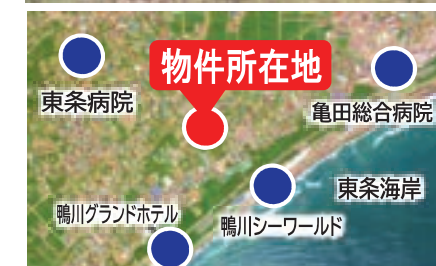 物件所在地
東条病院
亀田総合病院
東条海岸
鴨川グランドホテル
鴨川シーワールド